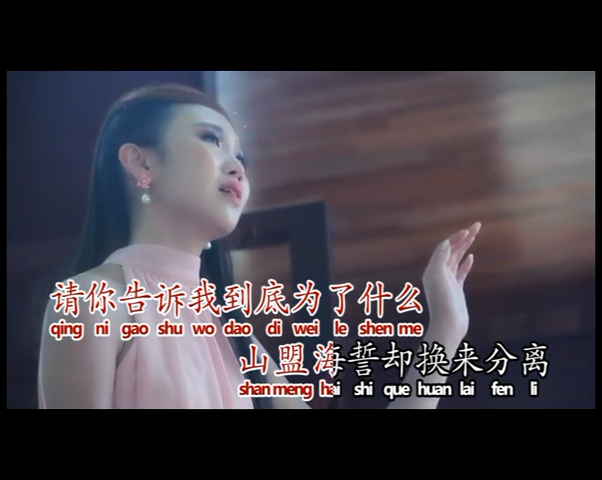 请你告诉我到底为了什么
qing ni gao shu wo dao di wei le shen me
山盟海誓却换来分离
shan meng hai shi que huan lai fen li